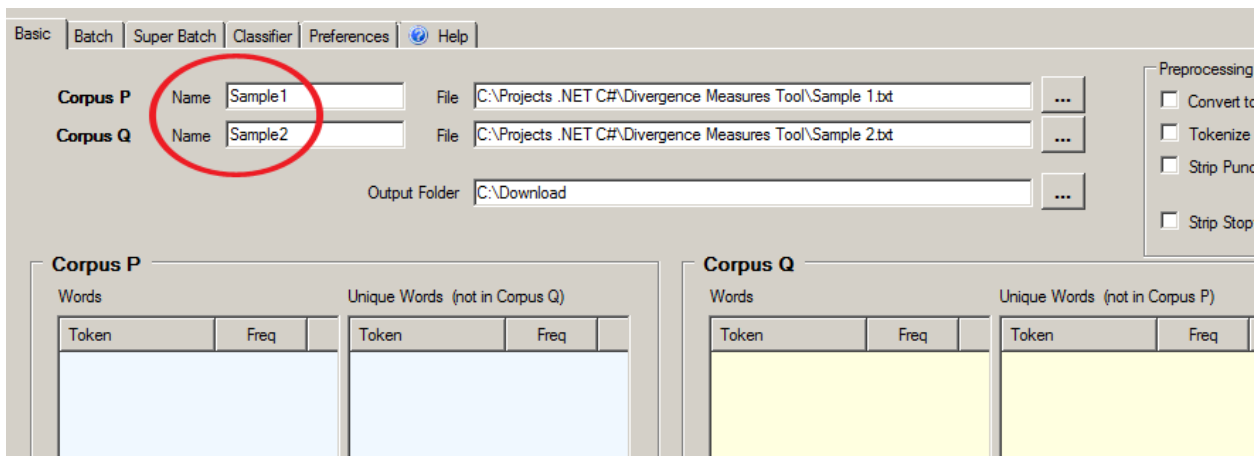 Basic Batch Super Batch Classifier Preferences Help
Corpus P Name Sample1 File C:\Projects .NET C#\Divergence Measures Tool\Sample 1.txt ...
Corpus Q Name Sample2 File C:\Projects .NET C#\Divergence Measures Tool\Sample 2.txt ...
Output Folder C:\Download ...
Preprocessing
Convert to
Tokenize
Strip Punc
Strip Stop
Corpus P
Words Unique Words (not in Corpus Q)
Token Freq Token Freq
Corpus Q
Words Unique Words (not in Corpus P)
Token Freq Token Freq